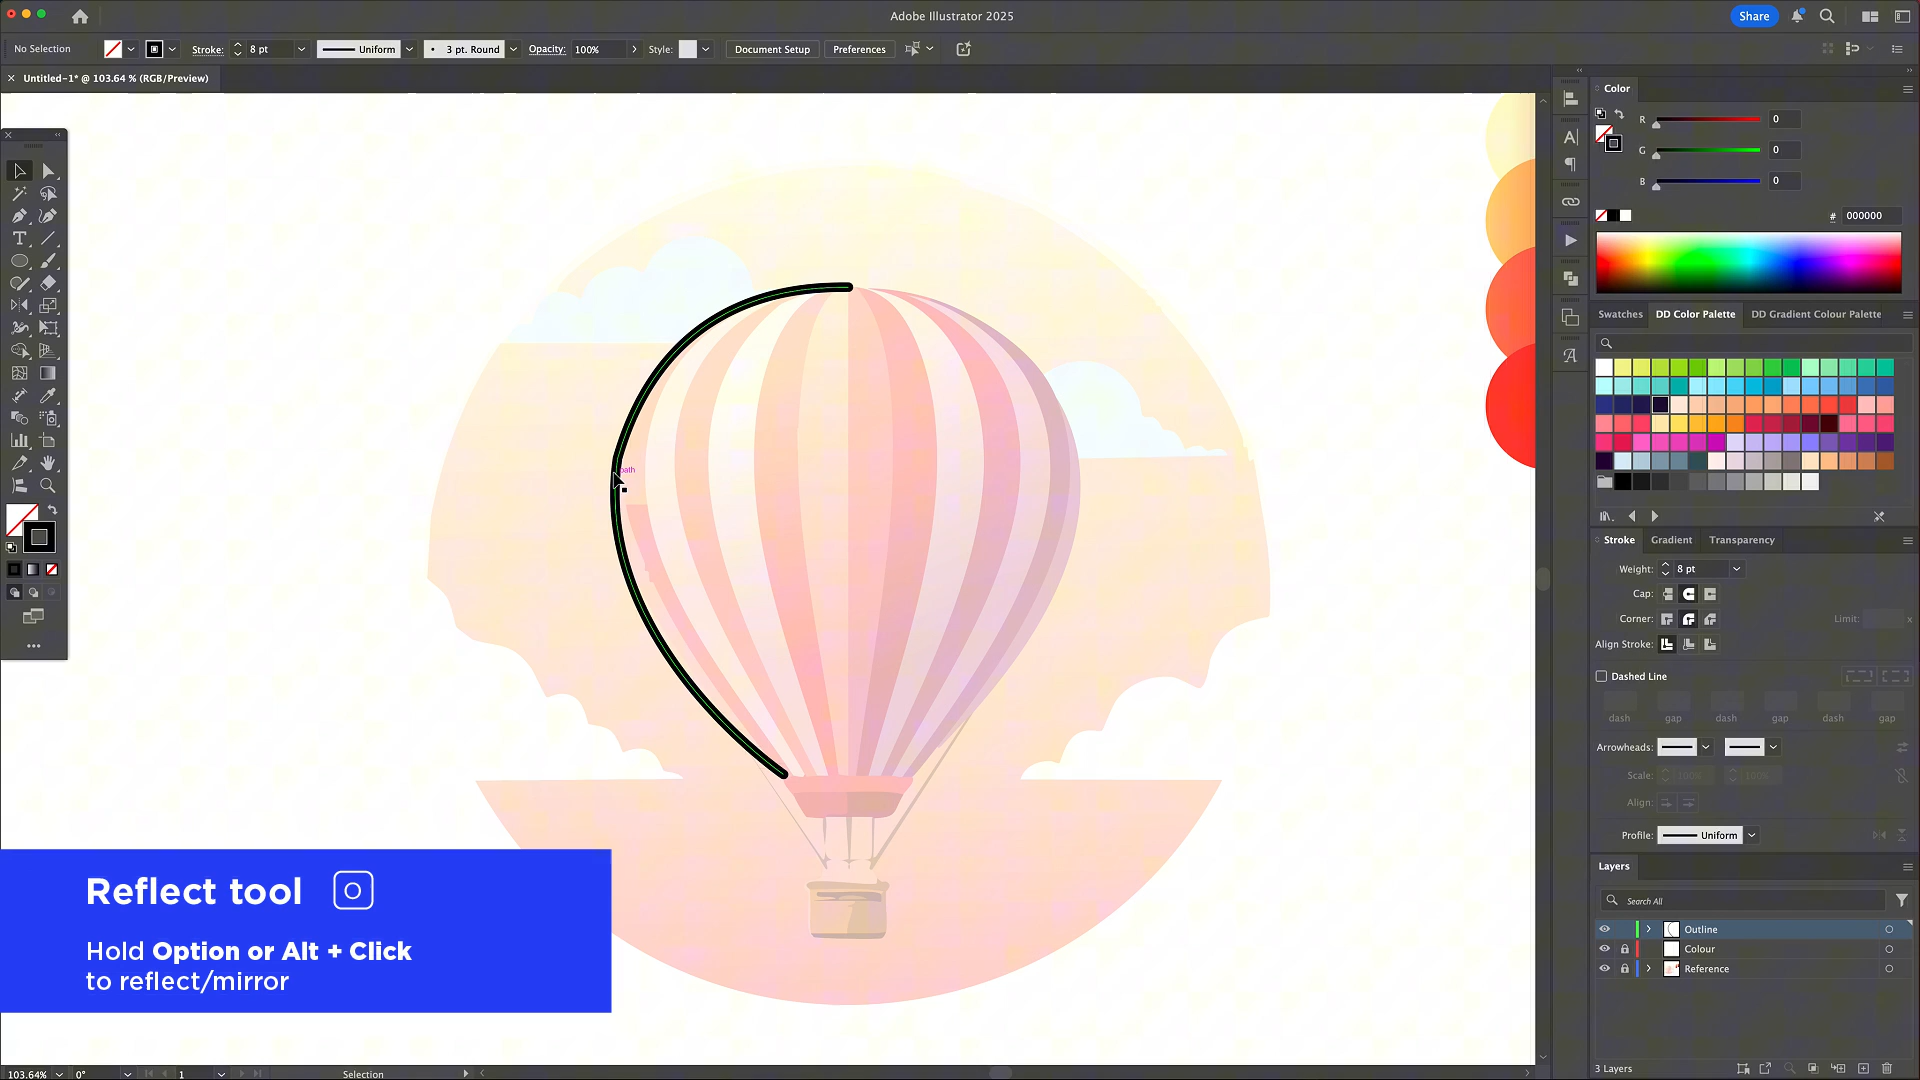 Adobe Illustrator 2025
Share
No Selection
Stroke:
8 pt
Uniform
3 pt. Round
Opacity:
100%
Style:
Document Setup
Preferences
Untitled-1* @ 103.64 % (RGB/Preview)
Color
R
0
G
0
B
0
# 000000
Swatches
DD Color Palette
DD Gradient Colour Palette
path
Stroke
Gradient
Transparency
Weight:
8 pt
Cap:
Corner:
Limit:
x
Align Stroke:
Dashed Line
dash
gap
dash
gap
dash
gap
Arrowheads:
Scale:
100%
100%
Align:
Profile:
Uniform
Layers
Search All
Outline
Colour
Reference
3 Layers
Reflect tool
O
Hold Option or Alt + Click
to reflect/mirror
103.64%
0°
1
Selection